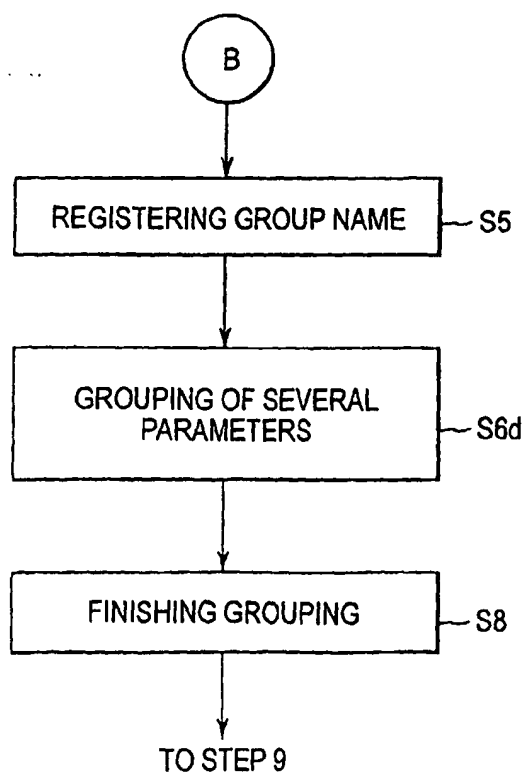 B
REGISTERING GROUP NAME
S5
GROUPING OF SEVERAL
PARAMETERS
S6d
FINISHING GROUPING
S8
TO STEP 9